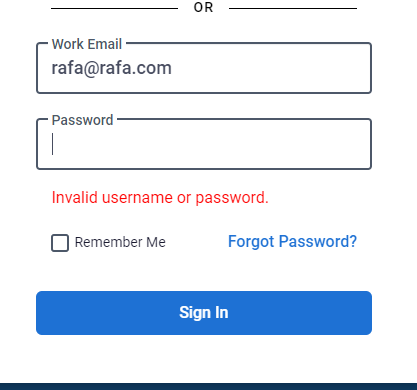 OR
Work Email
rafa@rafa.com
Password
Invalid username or password.
Remember Me Forgot Password?
Sign In